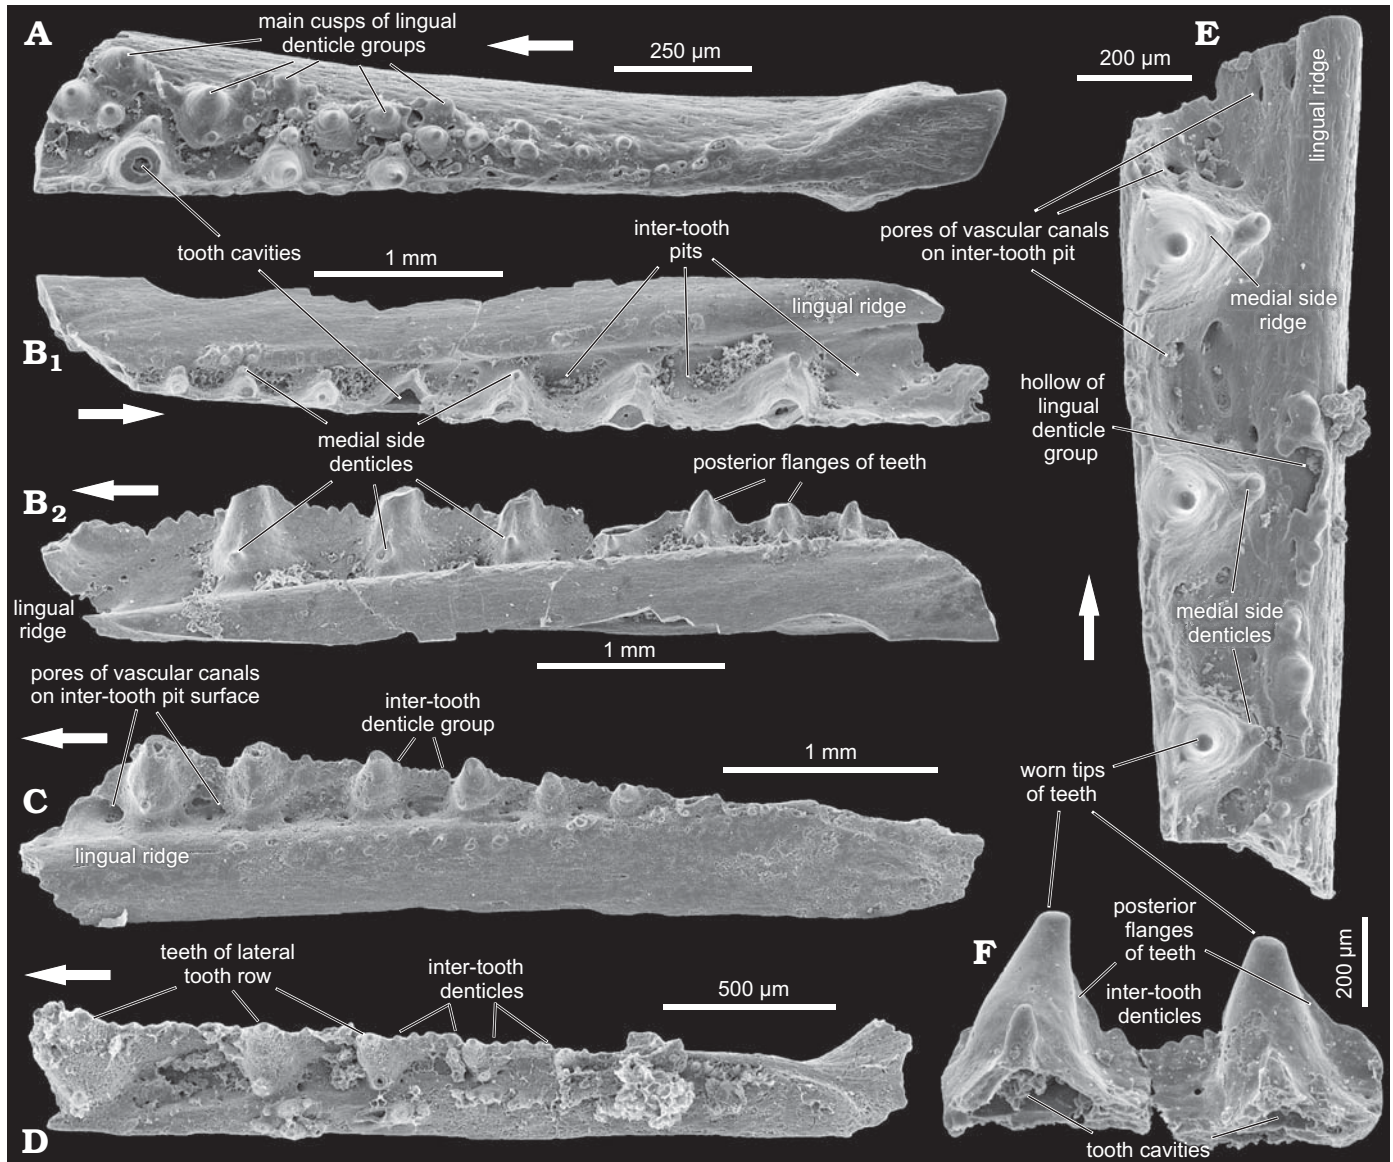 A
main cusps of lingual
denticle groups
250 µm
tooth cavities
1 mm
inter-tooth
pits
lingual ridge
B1
medial side
denticles
posterior flanges of teeth
B2
lingual
ridge
1 mm
pores of vascular canals
on inter-tooth pit surface
inter-tooth
denticle group
1 mm
C
lingual ridge
teeth of lateral
tooth row
inter-tooth
denticles
500 µm
D
E
200 µm
lingual ridge
pores of vascular canals
on inter-tooth pit
medial side
ridge
hollow of
lingual
denticle
group
medial side
denticles
worn tips
of teeth
F
posterior
flanges
of teeth
inter-tooth
denticles
200 µm
tooth cavities